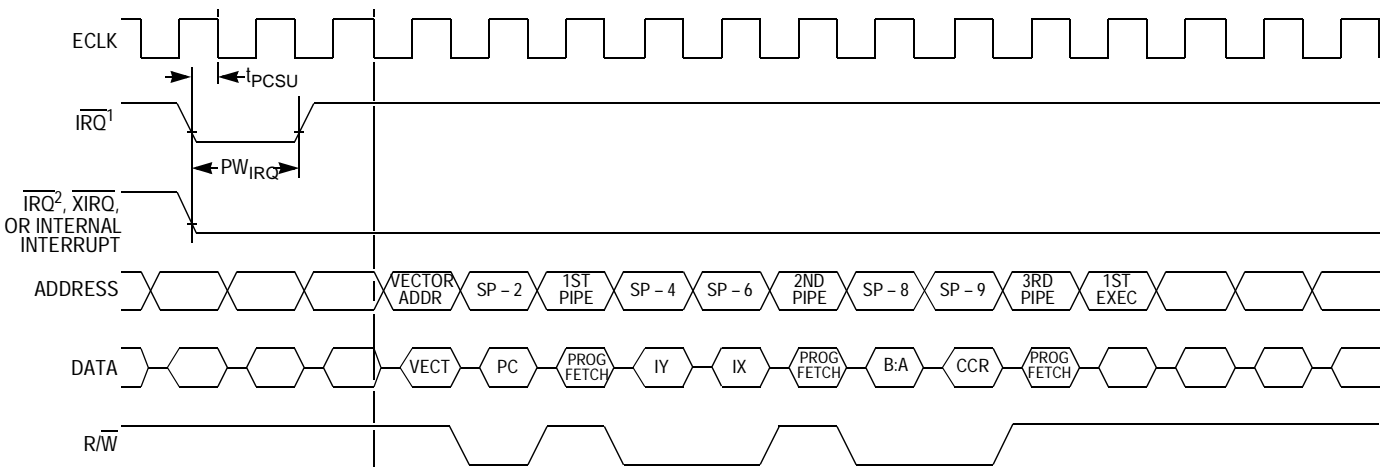 ECLK
tPCSU
IRQ1
PWIRQ
IRQ2, XIRQ,
OR INTERNAL
INTERRUPT
ADDRESS
VECTOR
ADDR
SP – 2
1ST
PIPE
SP – 4
SP – 6
2ND
PIPE
SP – 8
SP – 9
3RD
PIPE
1ST
EXEC
DATA
VECT
PC
PROG
FETCH
IY
IX
PROG
FETCH
B:A
CCR
PROG
FETCH
R/W